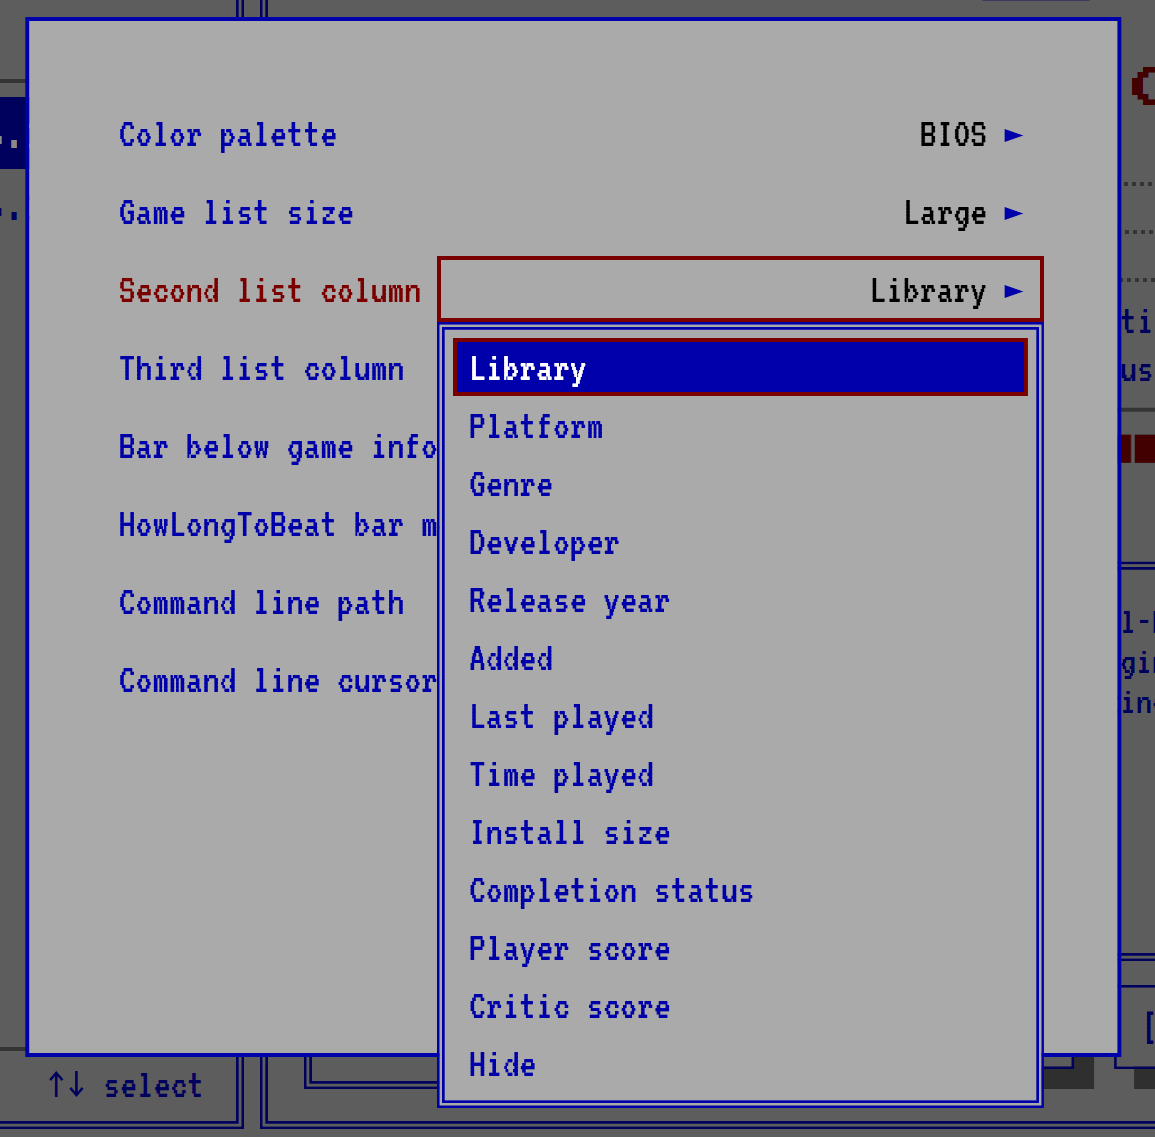 Color palette BIOS ►
Game list size Large ►
Second list column Library ►
Third list column
Bar below game info
HowLongToBeat bar m
Command line path
Command line cursor
Library
Platform
Genre
Developer
Release year
Added
Last played
Time played
Install size
Completion status
Player score
Critic score
Hide
↑↓ select